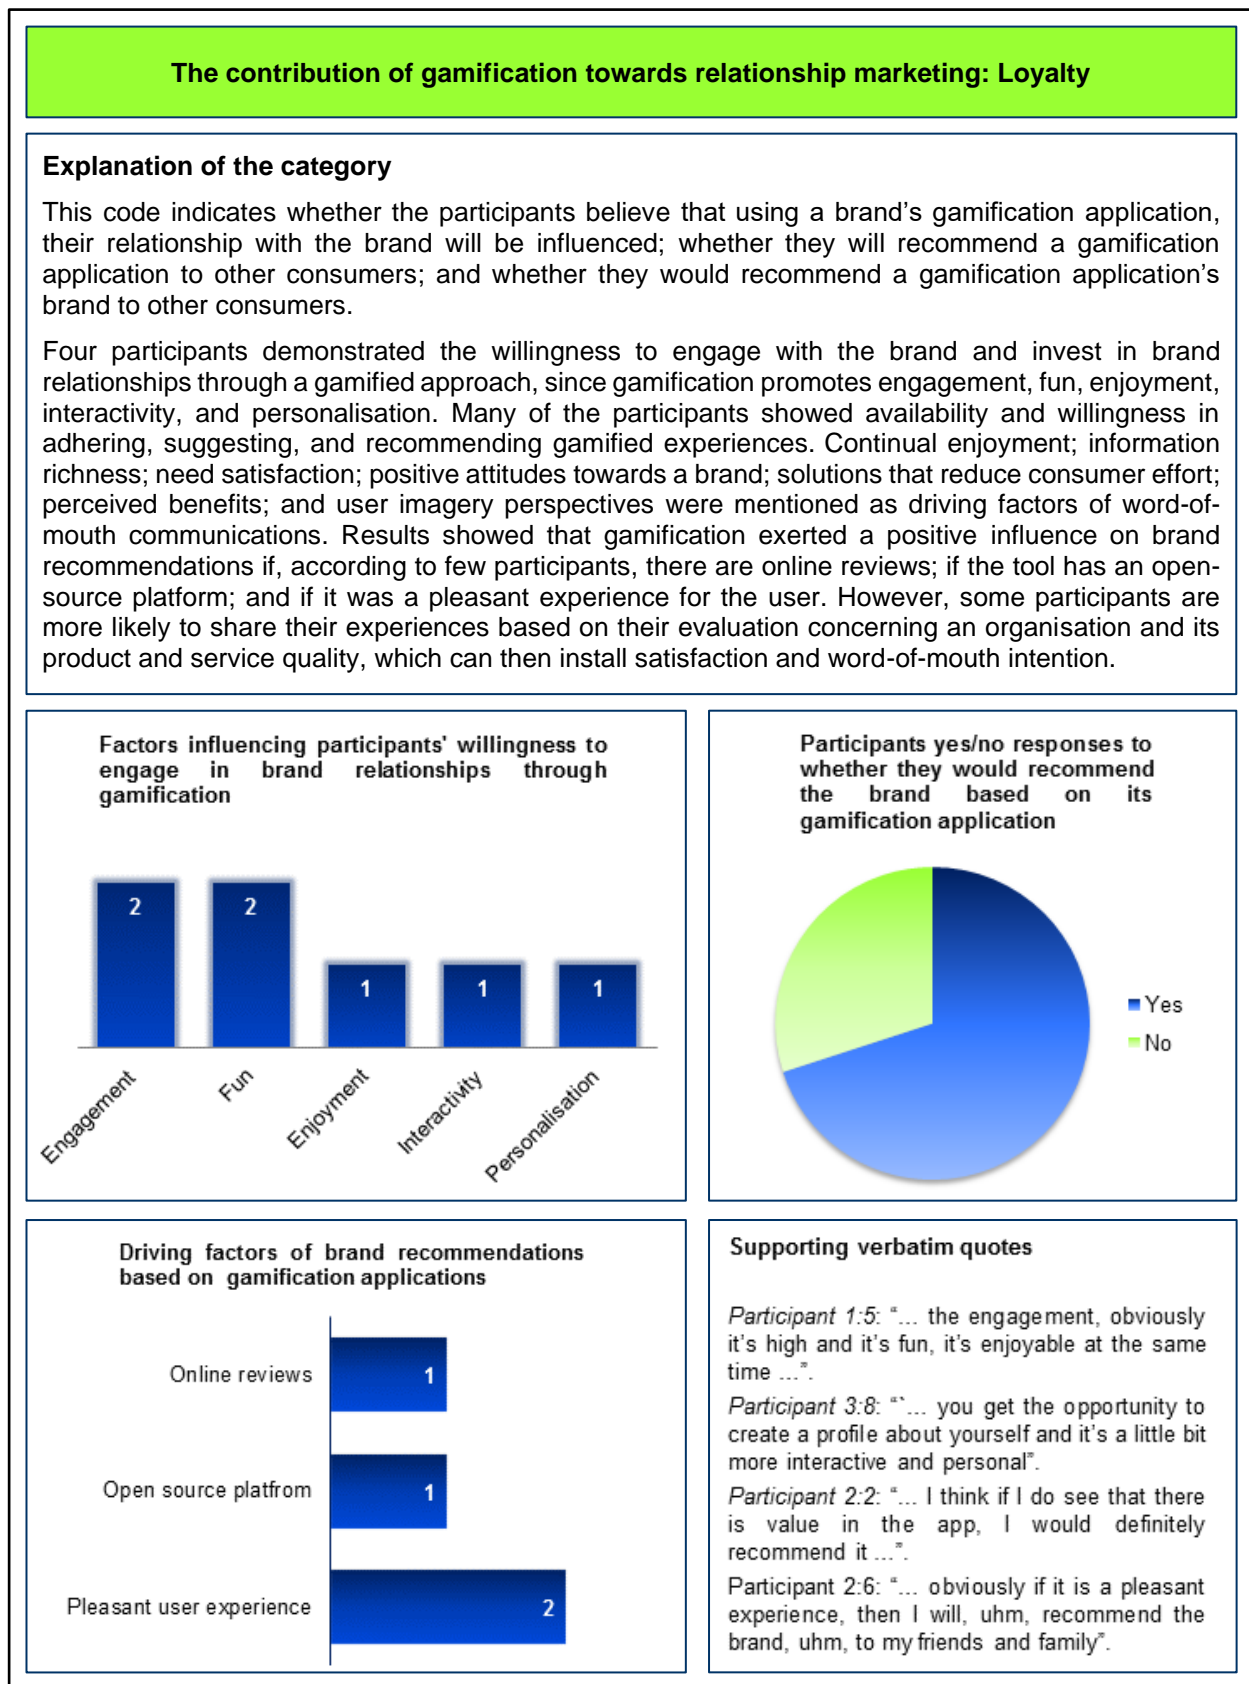 The contribution of gamification towards relationship marketing: Loyalty
Explanation of the category
This code indicates whether the participants believe that using a brand’s gamification application,
their relationship with the brand will be influenced; whether they will recommend a gamification
application to other consumers; and whether they would recommend a gamification application’s
brand to other consumers.
Four participants demonstrated the willingness to engage with the brand and invest in brand
relationships through a gamified approach, since gamification promotes engagement, fun, enjoyment,
interactivity, and personalisation. Many of the participants showed availability and willingness in
adhering, suggesting, and recommending gamified experiences. Continual enjoyment; information
richness; need satisfaction; positive attitudes towards a brand; solutions that reduce consumer effort;
perceived benefits; and user imagery perspectives were mentioned as driving factors of word-of-
mouth communications. Results showed that gamification exerted a positive influence on brand
recommendations if, according to few participants, there are online reviews; if the tool has an open-
source platform; and if it was a pleasant experience for the user. However, some participants are
more likely to share their experiences based on their evaluation concerning an organisation and its
product and service quality, which can then install satisfaction and word-of-mouth intention.
Factors influencing participants' willingness to
engage in brand relationships through
gamification
2
2
1
1
1
Engagement
Fun
Enjoyment
Interactivity
Personalisation
Participants yes/no responses to
whether they would recommend
the brand based on its
gamification application
Yes
No
Driving factors of brand recommendations
based on gamification applications
Online reviews
1
Open source platfrom
1
Pleasant user experience
2
Supporting verbatim quotes
Participant 1:5: “… the engagement, obviously
it’s high and it’s fun, it’s enjoyable at the same
time …”.
Participant 3:8: “`… you get the opportunity to
create a profile about yourself and it’s a little bit
more interactive and personal”.
Participant 2:2: “… I think if I do see that there
is value in the app, I would definitely
recommend it …”.
Participant 2:6: “… obviously if it is a pleasant
experience, then I will, uhm, recommend the
brand, uhm, to my friends and family”.